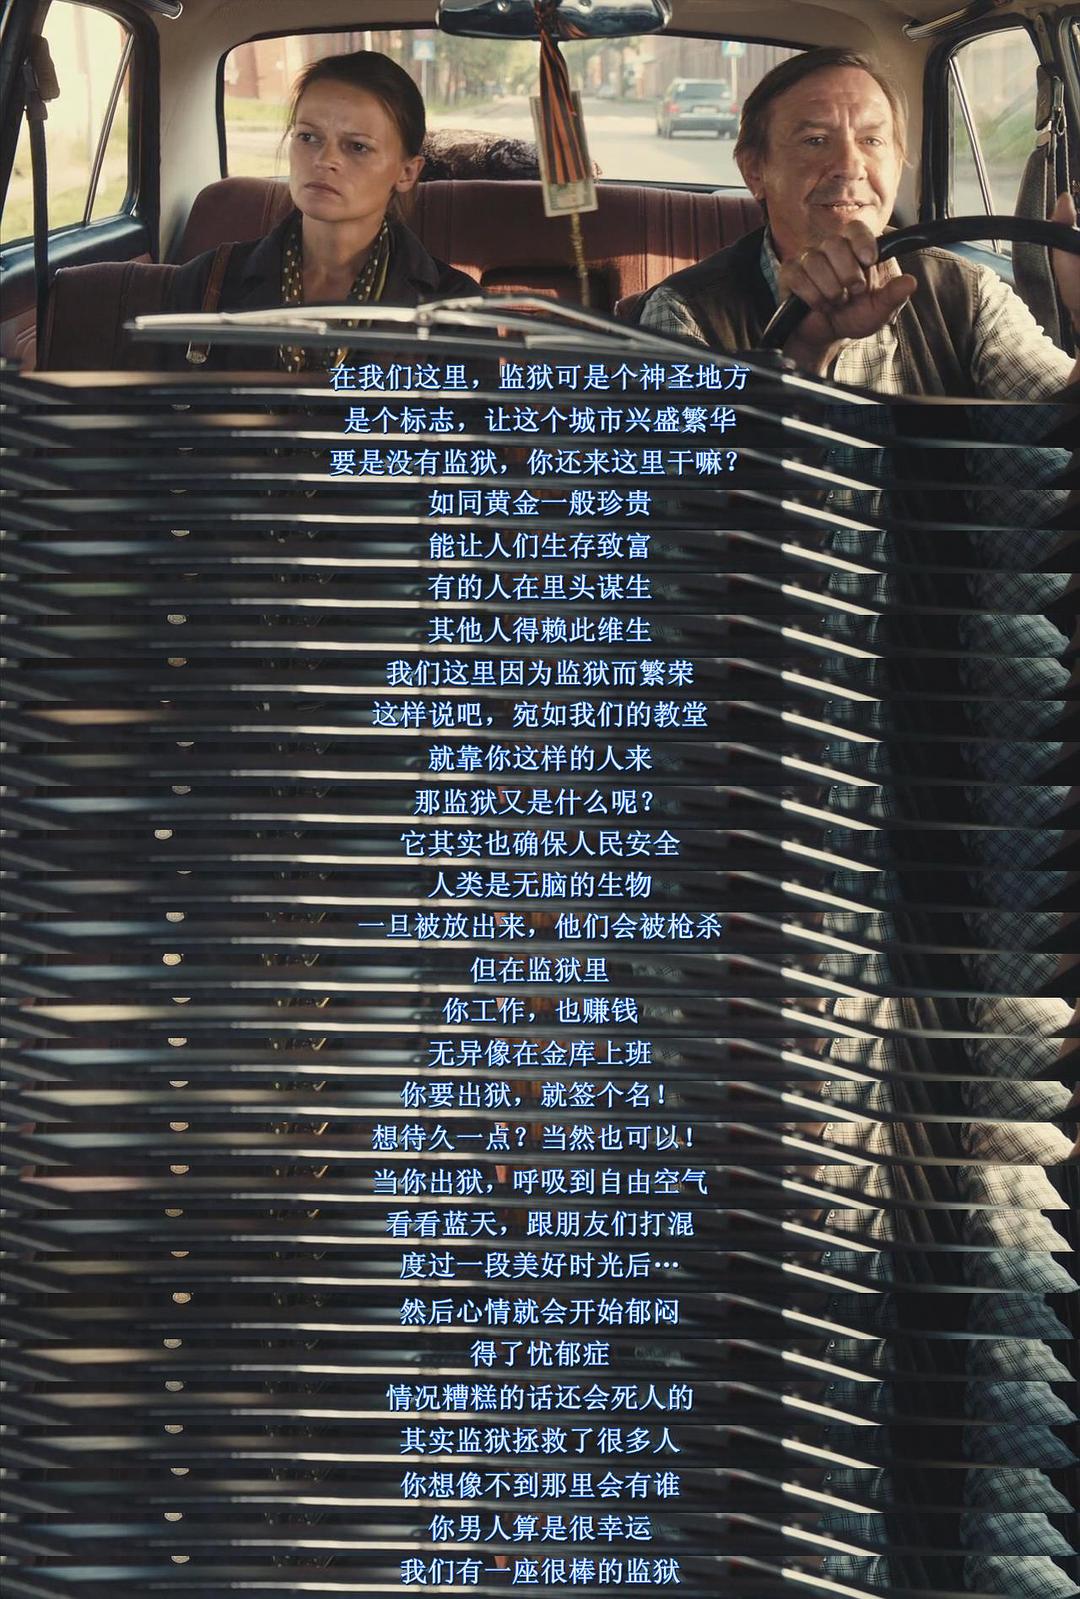 在我们这里，监狱可是个神圣地方
是个标志，让这个城市兴盛繁华
要是没有监狱，你还来这里干嘛？
如同黄金一般珍贵
能让人们生存致富
有的人在里头谋生
其他人得赖此维生
我们这里因为监狱而繁荣
这样说吧，宛如我们的教堂
就靠你这样的人来
那监狱又是什么呢？
它其实也确保人民安全
人类是无脑的生物
一旦被放出来，他们会被枪杀
但在监狱里
你工作，也赚钱
无异像在金库上班
你要出狱，就签个名！
想待久一点？当然也可以！
当你出狱，呼吸到自由空气
看看蓝天，跟朋友们打混
度过一段美好时光后…
然后心情就会开始郁闷
得了忧郁症
情况糟糕的话还会死人的
其实监狱拯救了很多人
你想像不到那里会有谁
你男人算是很幸运
我们有一座很棒的监狱